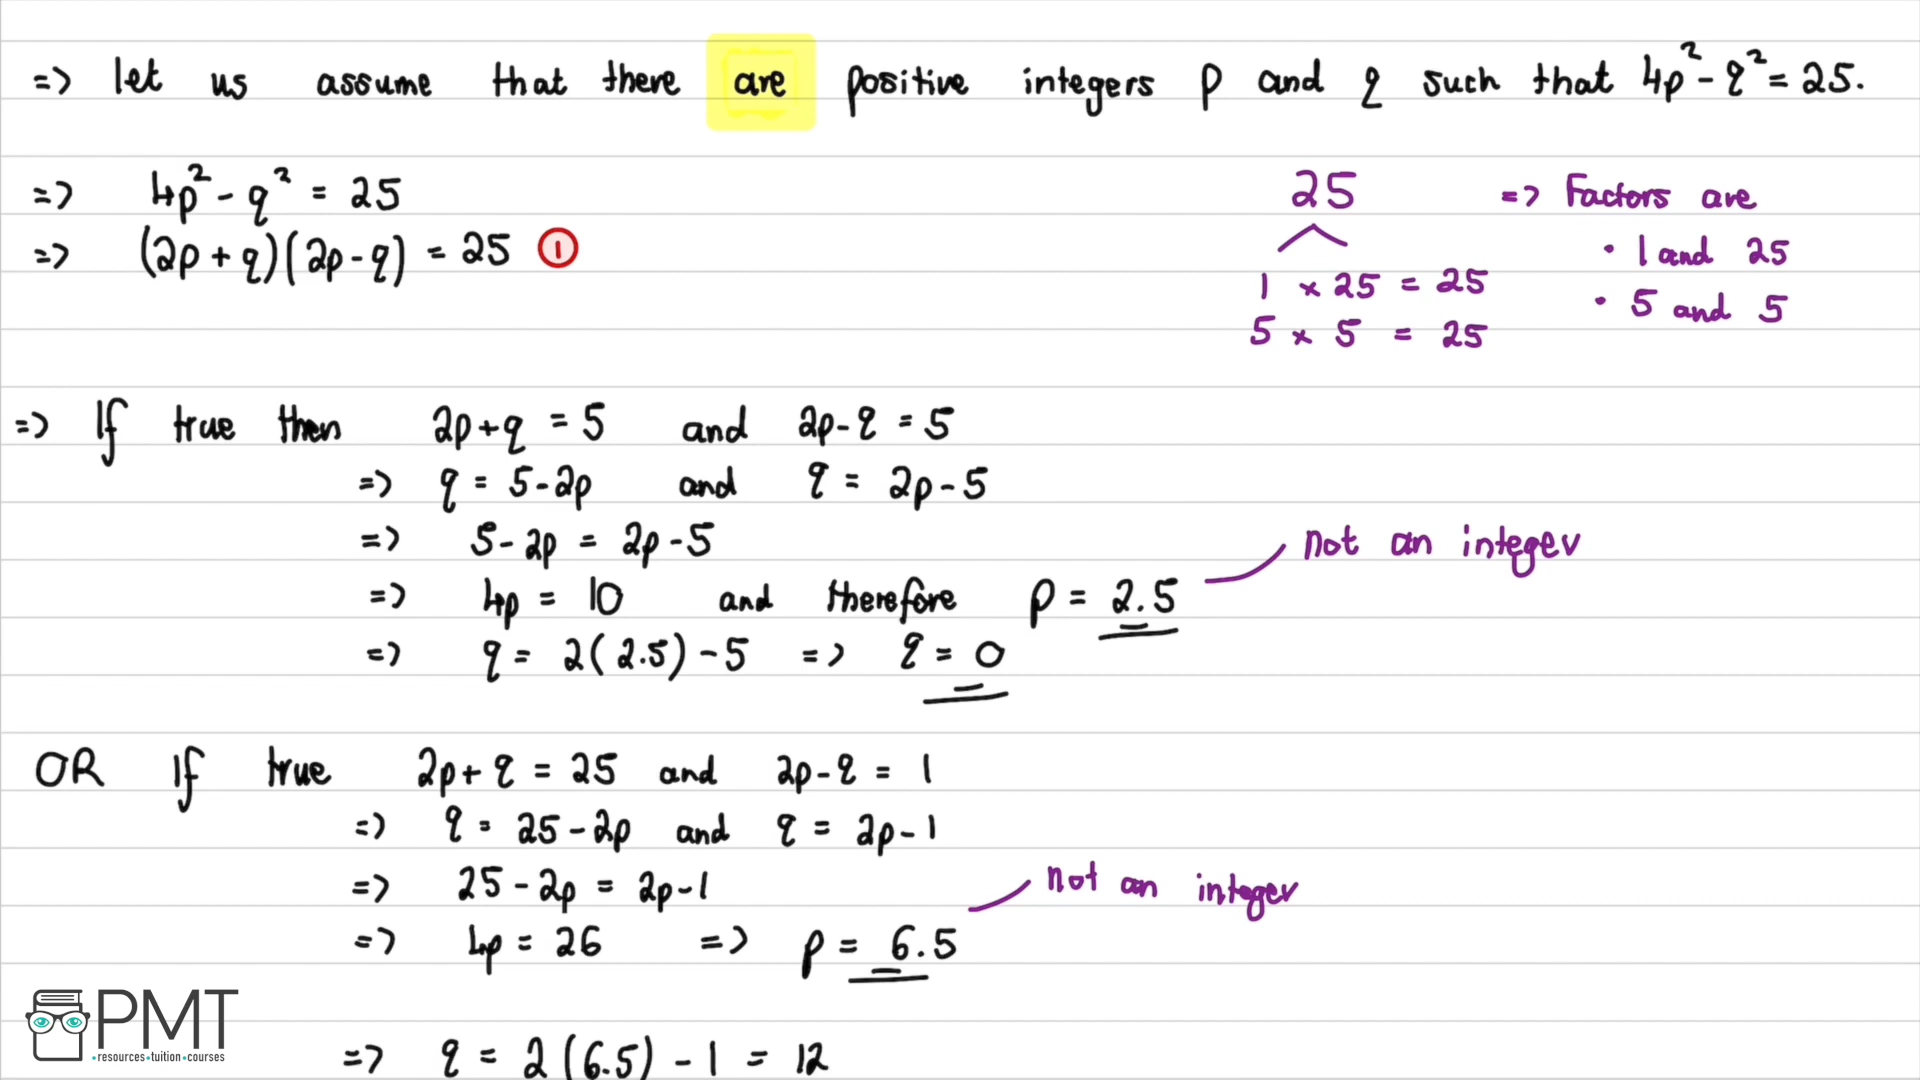 => let us assume that there are positive integers p and q such that 4p² - q² = 25.
=> 4p² - q² = 25
=> (2p + q)(2p - q) = 25 ①
25
1 × 25 = 25
5 × 5 = 25
=> Factors are
• 1 and 25
• 5 and 5
=> If true then 2p + q = 5 and 2p - q = 5
=> q = 5 - 2p and q = 2p - 5
=> 5 - 2p = 2p - 5
=> 4p = 10 and therefore p = 2.5
not an integer
=> q = 2(2.5) - 5 => q = 0
OR If true 2p + q = 25 and 2p - q = 1
=> q = 25 - 2p and q = 2p - 1
=> 25 - 2p = 2p - 1
not an integer
=> 4p = 26 => p = 6.5
=> q = 2(6.5) - 1 = 12
PMT
•resources•tuition•courses